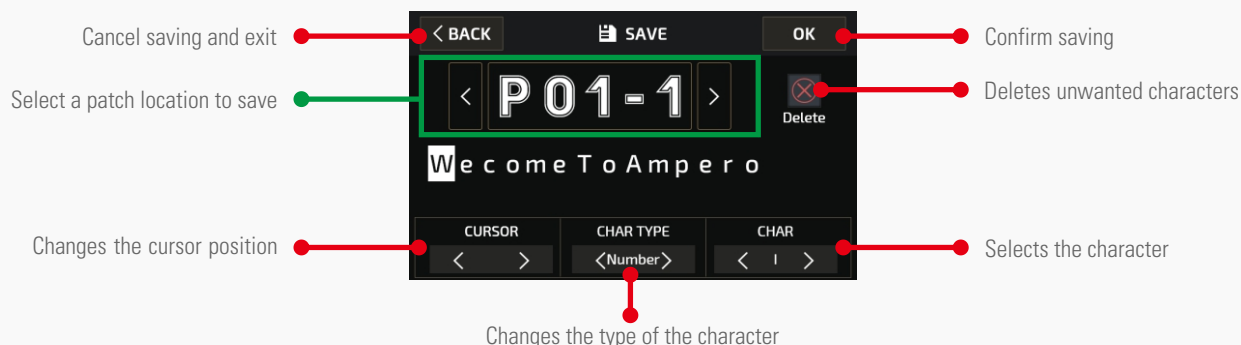 Cancel saving and exit
< BACK
SAVE
OK
Confirm saving
Select a patch location to save
< P01-1 >
Delete
Deletes unwanted characters
WecomeToAmpero
Changes the cursor position
CURSOR
< >
CHAR TYPE
<Number>
CHAR
< I >
Selects the character
Changes the type of the character